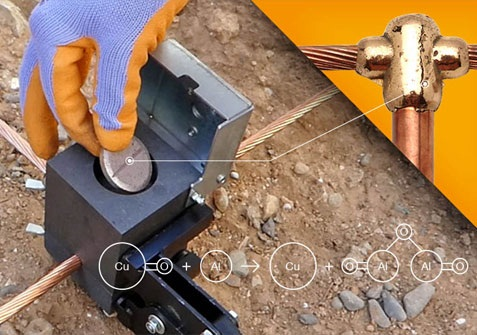 Cu + Al → Cu + Al Al